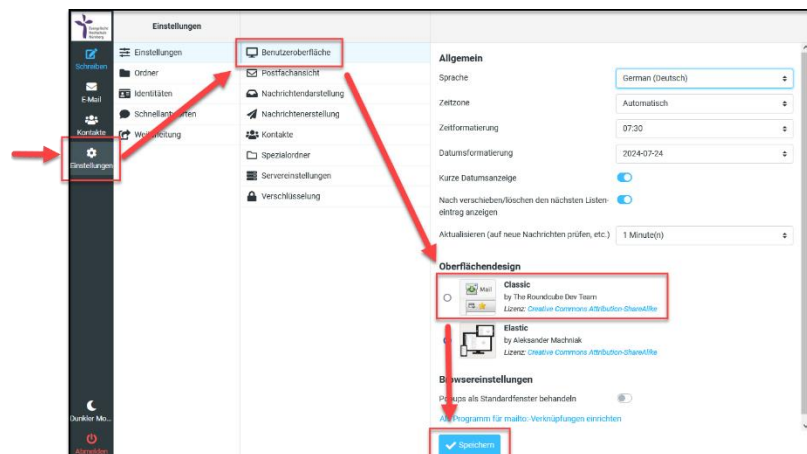 Evangelische
Hochschule
Nürnberg
Schreiben
E-Mail
Kontakte
Einstellungen
Dunkler Mo...
Abmelden
Einstellungen
Einstellungen
Ordner
Identitäten
Schnellantworten
Weiterleitung
Benutzeroberfläche
Postfachansicht
Nachrichtendarstellung
Nachrichtenerstellung
Kontakte
Spezialordner
Servereinstellungen
Verschlüsselung
Allgemein
Sprache German (Deutsch)
Zeitzone Automatisch
Zeitformatierung 07:30
Datumsformatierung 2024-07-24
Kurze Datumsanzeige
Nach verschieben/löschen den nächsten Listen-
eintrag anzeigen
Aktualisieren (auf neue Nachrichten prüfen, etc.) 1 Minute(n)
Oberflächendesign
Mail
Classic
by The Roundcube Dev Team
Lizenz: Creative Commons Attribution-ShareAlike
Elastic
by Aleksander Machniak
Lizenz: Creative Commons Attribution-ShareAlike
Browsereinstellungen
Popups als Standardfenster behandeln
Als Programm für mailto:-Verknüpfungen einrichten
Speichern